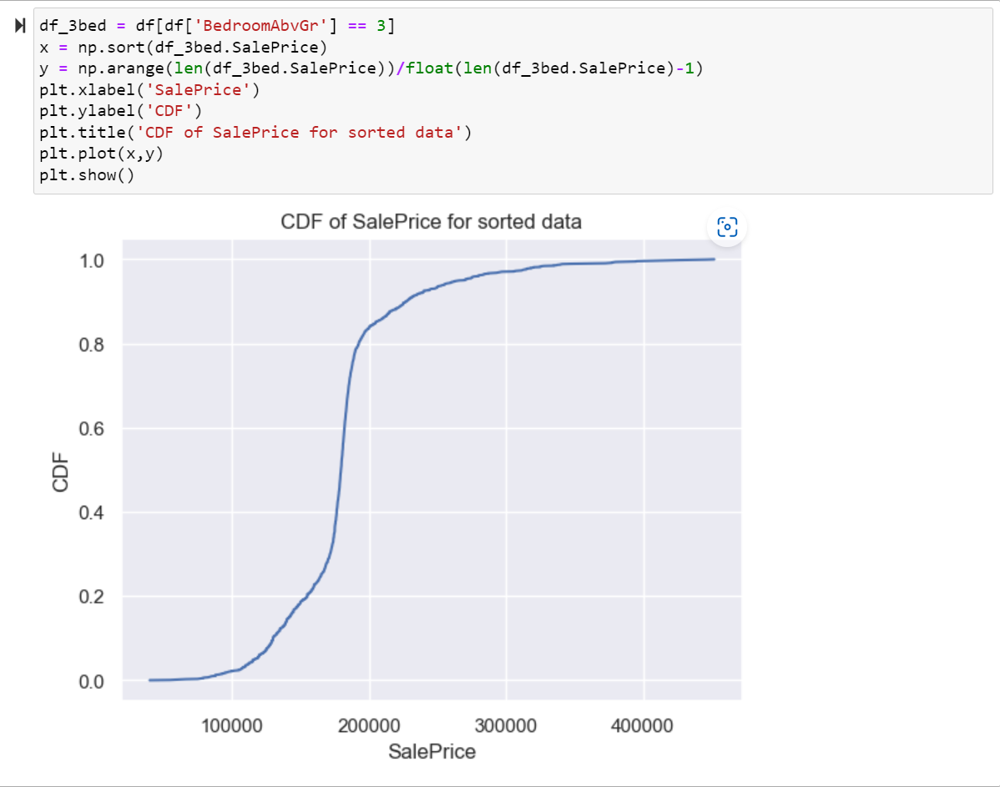 df_3bed = df[df['BedroomAbvGr'] == 3]
x = np.sort(df_3bed.SalePrice)
y = np.arange(len(df_3bed.SalePrice))/float(len(df_3bed.SalePrice)-1)
plt.xlabel('SalePrice')
plt.ylabel('CDF')
plt.title('CDF of SalePrice for sorted data')
plt.plot(x,y)
plt.show()
CDF of SalePrice for sorted data
1.0
0.8
0.6
CDF
0.4
0.2
0.0
100000 200000 300000 400000
SalePrice